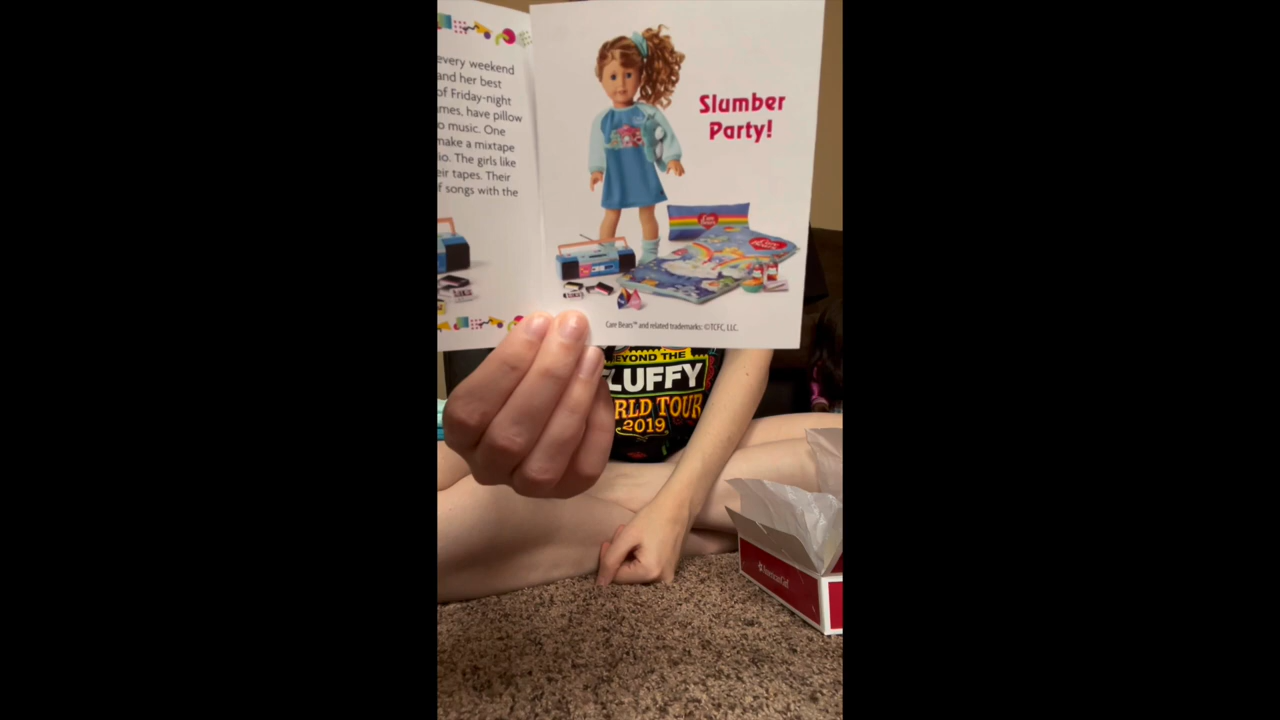 every weekend
and her best
of Friday-night
mes, have pillow
o music. One
make a mixtape
io. The girls like
eir tapes. Their
f songs with the
Slumber
Party!
Care Bears™ and related trademarks: ©TCFC, LLC.
EYOND THE
LUFFY
RLD TOUR
2019
AmericanGirl